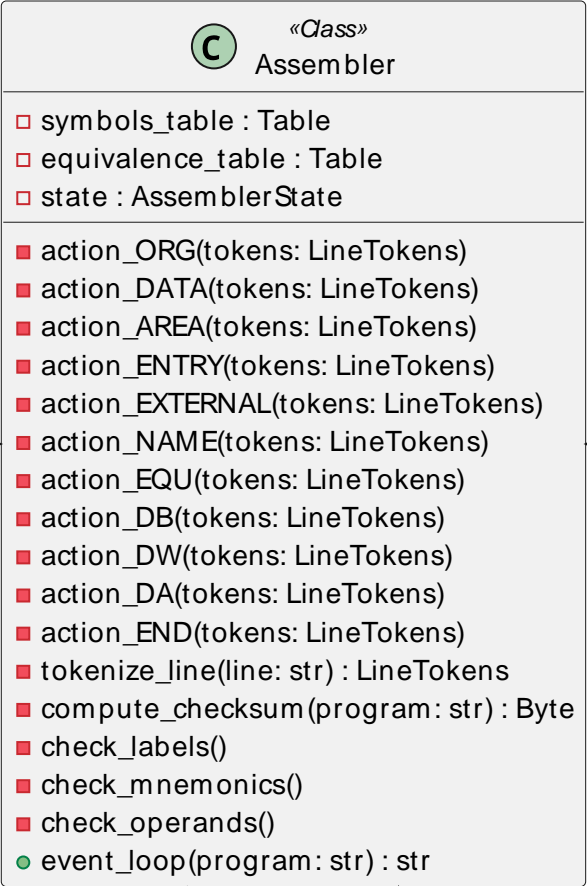 «Class»
C
Assembler
symbols_table : Table
equivalence_table : Table
state : AssemblerState
action_ORG(tokens: LineTokens)
action_DATA(tokens: LineTokens)
action_AREA(tokens: LineTokens)
action_ENTRY(tokens: LineTokens)
action_EXTERNAL(tokens: LineTokens)
action_NAME(tokens: LineTokens)
action_EQU(tokens: LineTokens)
action_DB(tokens: LineTokens)
action_DW(tokens: LineTokens)
action_DA(tokens: LineTokens)
action_END(tokens: LineTokens)
tokenize_line(line: str) : LineTokens
compute_checksum(program: str) : Byte
check_labels()
check_mnemonics()
check_operands()
event_loop(program: str) : str